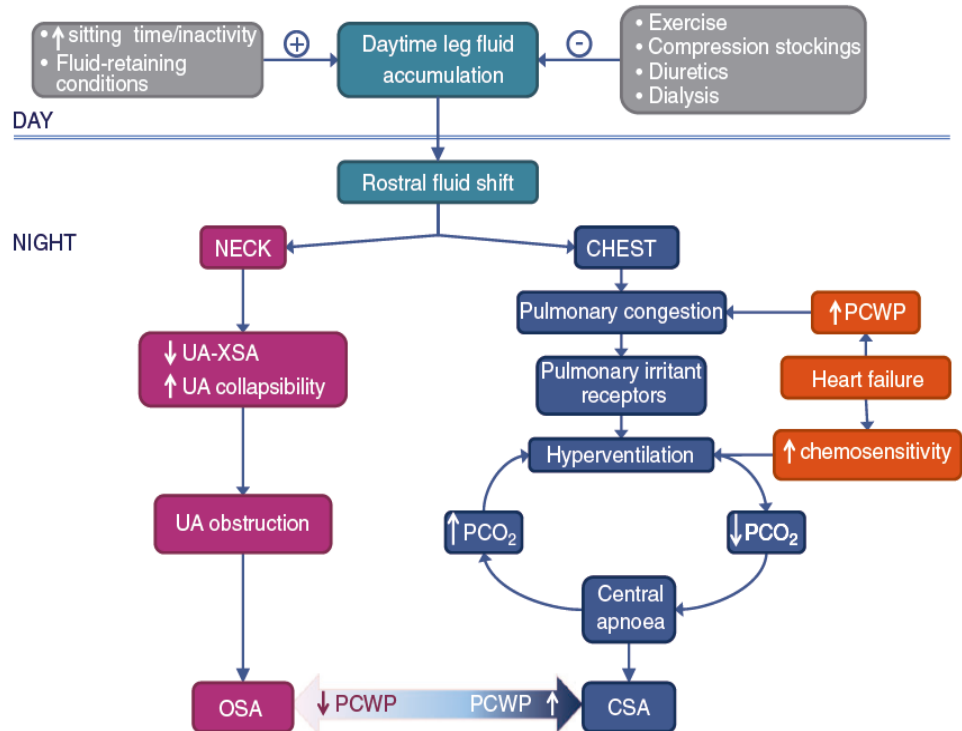 • ↑ sitting time/inactivity
• Fluid-retaining
conditions
+
Daytime leg fluid
accumulation
-
• Exercise
• Compression stockings
• Diuretics
• Dialysis
DAY
Rostral fluid shift
NIGHT
NECK
CHEST
Pulmonary congestion
↑ PCWP
↓ UA-XSA
↑ UA collapsibility
Pulmonary irritant
receptors
Heart failure
Hyperventilation
↑ chemosensitivity
UA obstruction
↑ PCO₂
↓ PCO₂
Central
apnoea
OSA
↓ PCWP
PCWP ↑
CSA